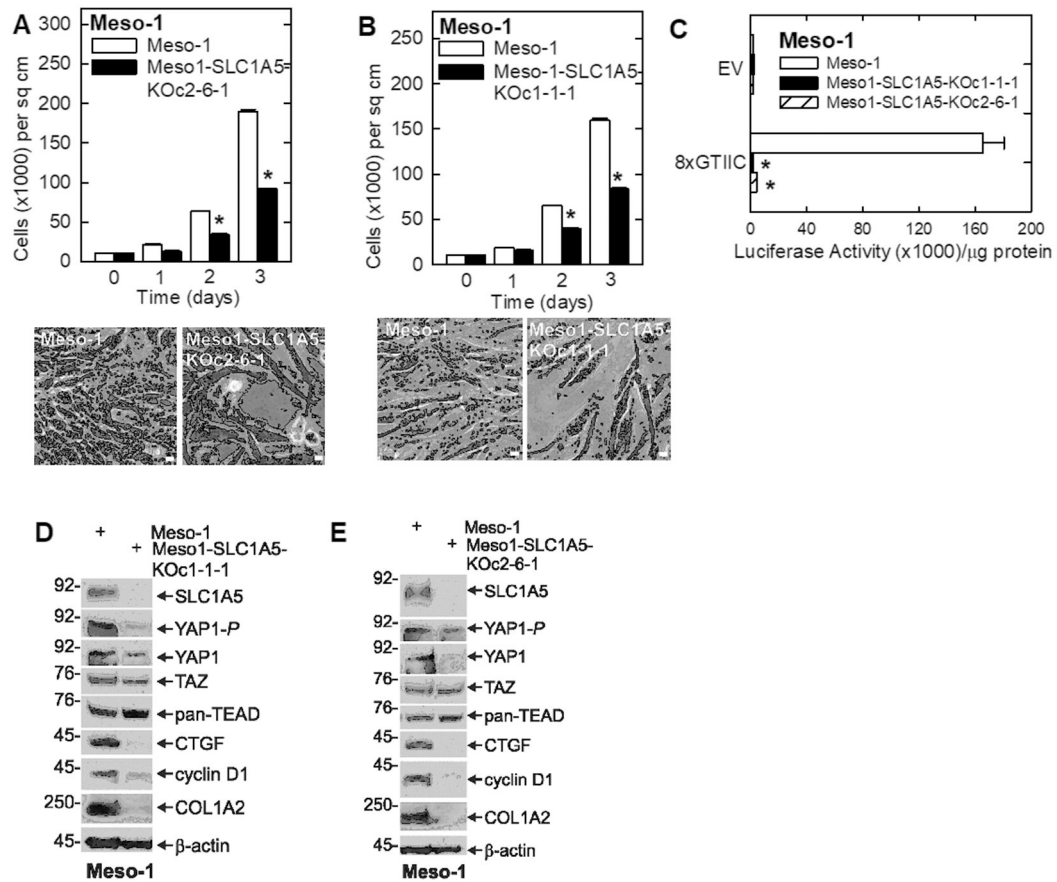 A
Meso-1
Meso-1
Meso1-SLC1A5-
KOc2-6-1
Cells (x1000) per sq cm
300
250
200
150
100
50
0
*
*
0 1 2 3
Time (days)
Meso-1
Meso1-SLC1A5-
KOc2-6-1
B
Meso-1
Meso-1
Meso-1-SLC1A5-
KOc1-1-1
Cells (x1000) per sq cm
250
200
150
100
50
0
*
*
0 1 2 3
Time (days)
Meso-1
Meso1-SLC1A5-
KOc1-1-1
C
Meso-1
Meso-1
Meso1-SLC1A5-KOc1-1-1
Meso1-SLC1A5-KOc2-6-1
EV
8xGTIIC
*
*
0 40 80 120 160 200
Luciferase Activity (x1000)/μg protein
D
+ Meso-1
+ Meso1-SLC1A5-
KOc1-1-1
92- SLC1A5
92- YAP1-P
92- YAP1
76- TAZ
76- pan-TEAD
45- CTGF
45- cyclin D1
250- COL1A2
45- β-actin
Meso-1
E
+ Meso-1
+ Meso1-SLC1A5-
KOc2-6-1
92- SLC1A5
92- YAP1-P
92- YAP1
76- TAZ
76- pan-TEAD
45- CTGF
45- cyclin D1
250- COL1A2
45- β-actin
Meso-1